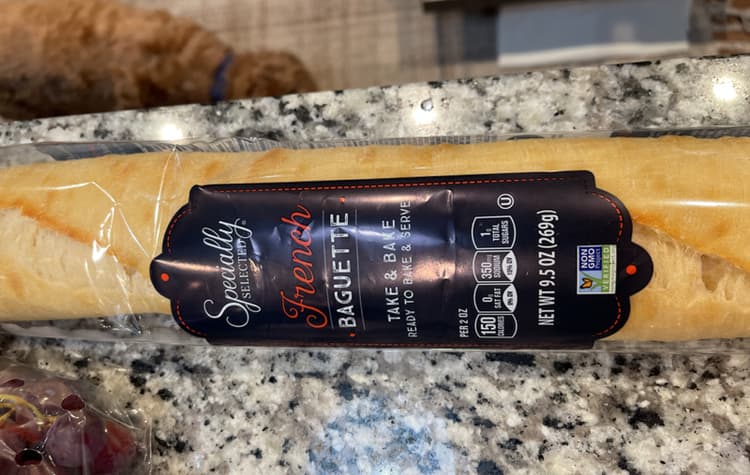 Specially
SELECTED®
French
BAGUETTE
TAKE & BAKE
READY TO BAKE & SERVE
PER 2 OZ
150
CALORIES
0g
SAT FAT
0% DV
350mg
SODIUM
15% DV
1g
TOTAL
SUGARS
U
NET WT 9.5 OZ (269g)
NON
GMO
Project
VERIFIED